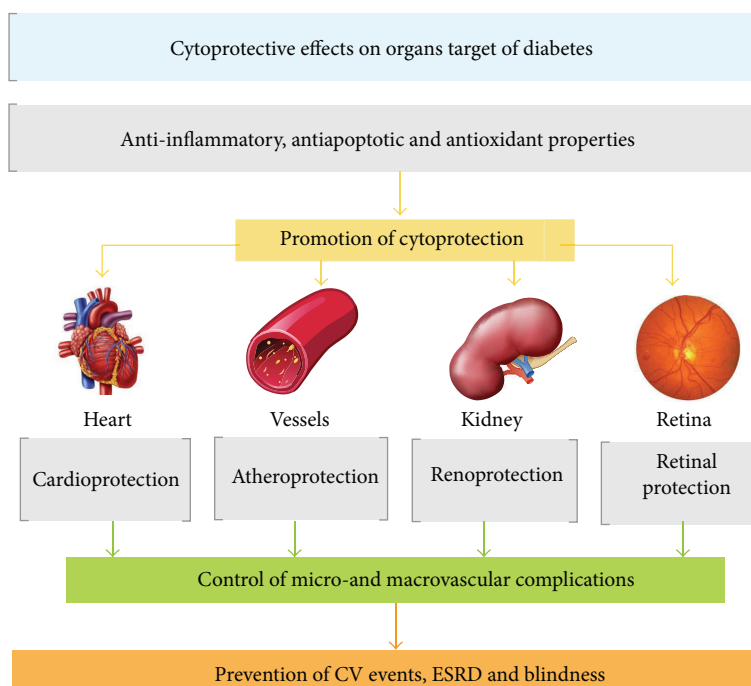 Cytoprotective effects on organs target of diabetes
Anti-inflammatory, antiapoptotic and antioxidant properties
Promotion of cytoprotection
Heart
Vessels
Kidney
Retina
Cardioprotection
Atheroprotection
Renoprotection
Retinal
protection
Control of micro-and macrovascular complications
Prevention of CV events, ESRD and blindness